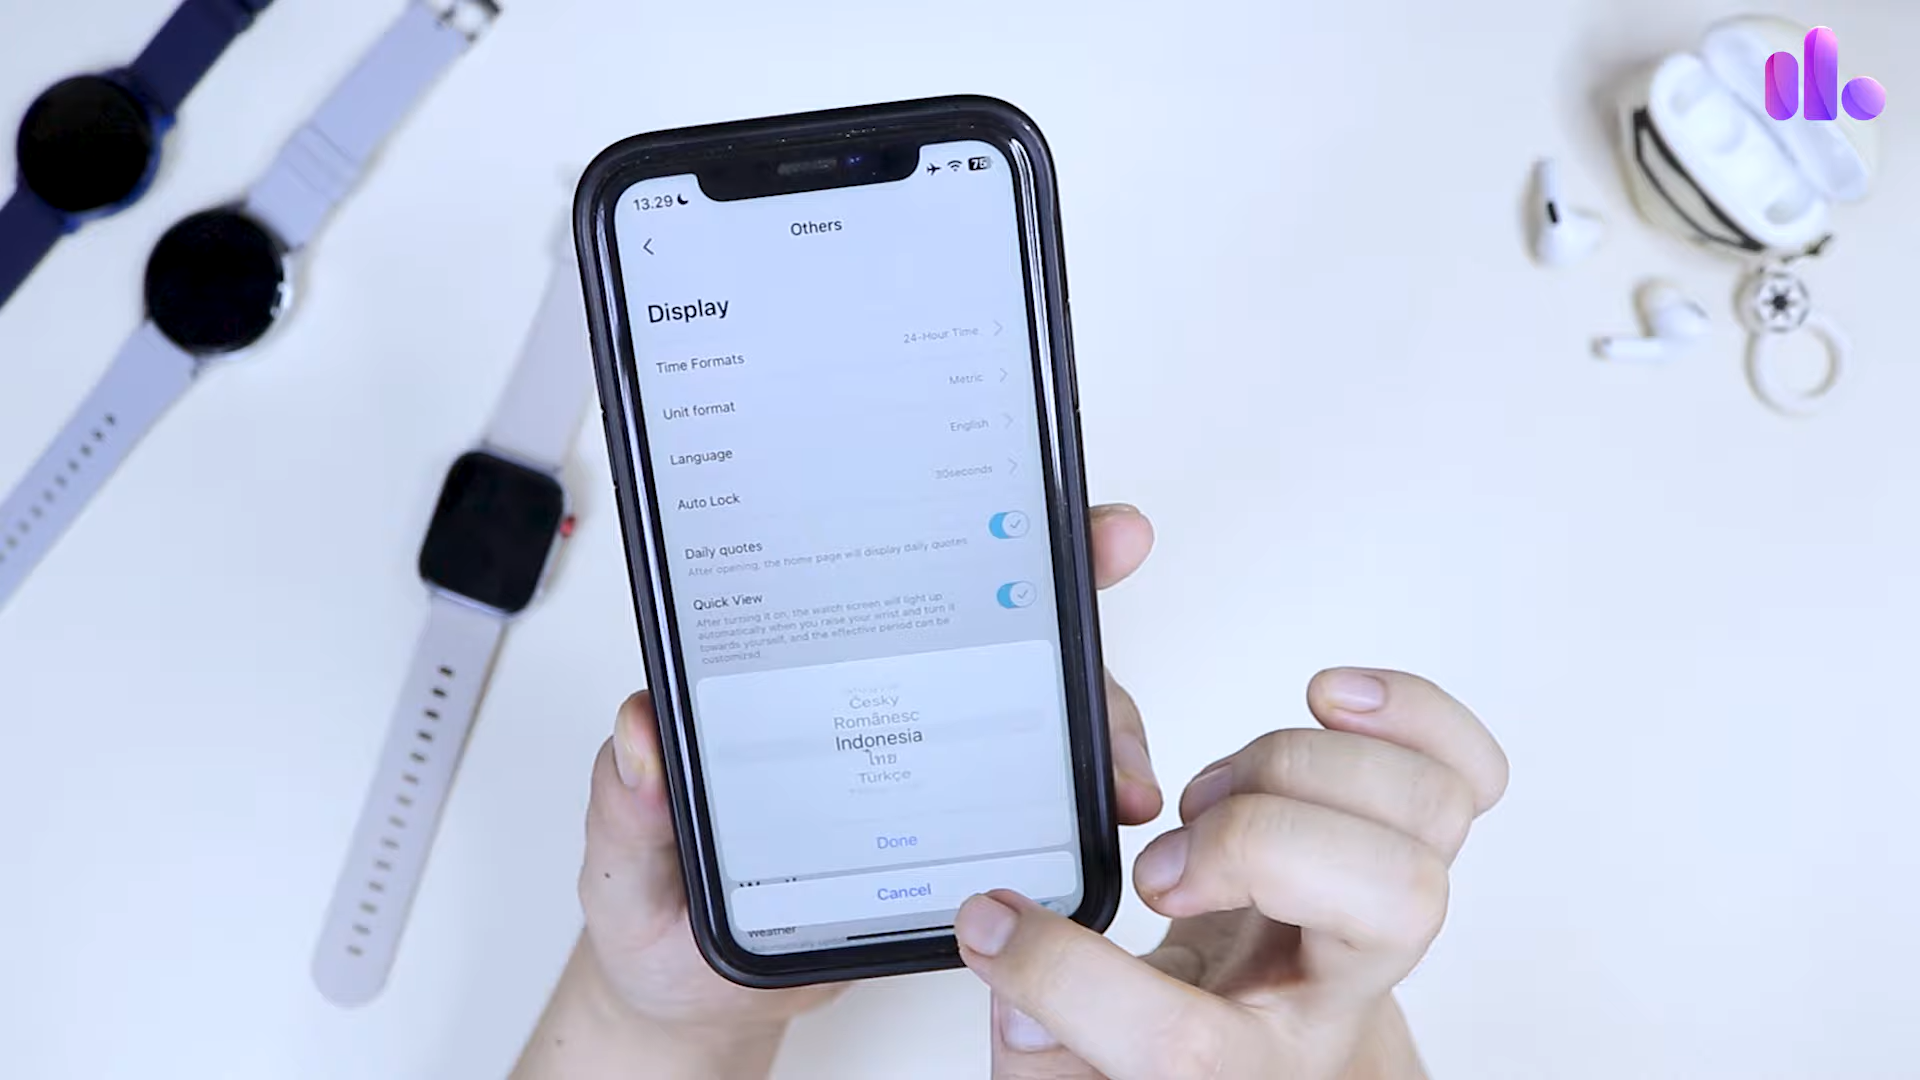 13.29
75
Others
Display
Time Formats
24-Hour Time
Unit format
Metric
Language
English
Auto Lock
30seconds
Daily quotes
After opening, the home page will display daily quotes
Quick View
After turning it on, the watch screen will light up
automatically when you raise your wrist and turn it
towards yourself, and the effective period can be
customized
Česky
Românesc
Indonesia
ไทย
Türkçe
Done
Cancel
Weather